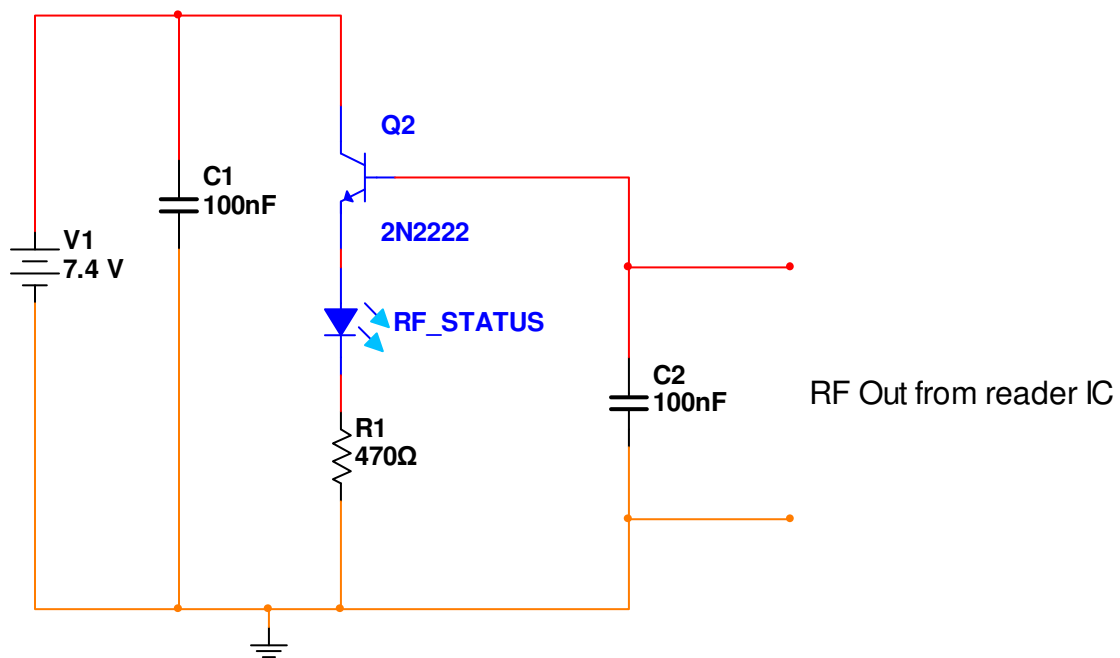 Q2
C1
100nF
2N2222
V1
7.4 V
RF_STATUS
C2
100nF
RF Out from reader IC
R1
470Ω